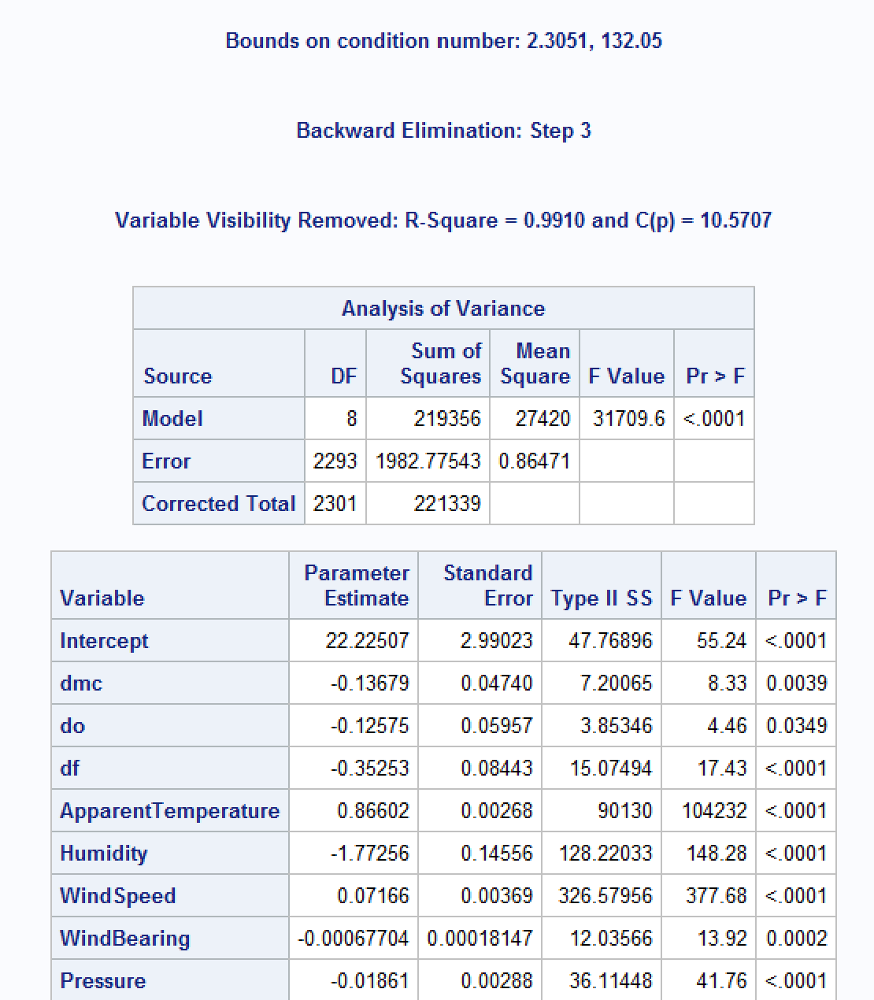 Bounds on condition number: 2.3051, 132.05
Backward Elimination: Step 3
Variable Visibility Removed: R-Square = 0.9910 and C(p) = 10.5707
Analysis of Variance
Source DF Sum of Squares Mean Square F Value Pr > F
Model 8 219356 27420 31709.6 <.0001
Error 2293 1982.77543 0.86471
Corrected Total 2301 221339
Variable Parameter Estimate Standard Error Type II SS F Value Pr > F
Intercept 22.22507 2.99023 47.76896 55.24 <.0001
dmc -0.13679 0.04740 7.20065 8.33 0.0039
do -0.12575 0.05957 3.85346 4.46 0.0349
df -0.35253 0.08443 15.07494 17.43 <.0001
ApparentTemperature 0.86602 0.00268 90130 104232 <.0001
Humidity -1.77256 0.14556 128.22033 148.28 <.0001
WindSpeed 0.07166 0.00369 326.57956 377.68 <.0001
WindBearing -0.00067704 0.00018147 12.03566 13.92 0.0002
Pressure -0.01861 0.00288 36.11448 41.76 <.0001